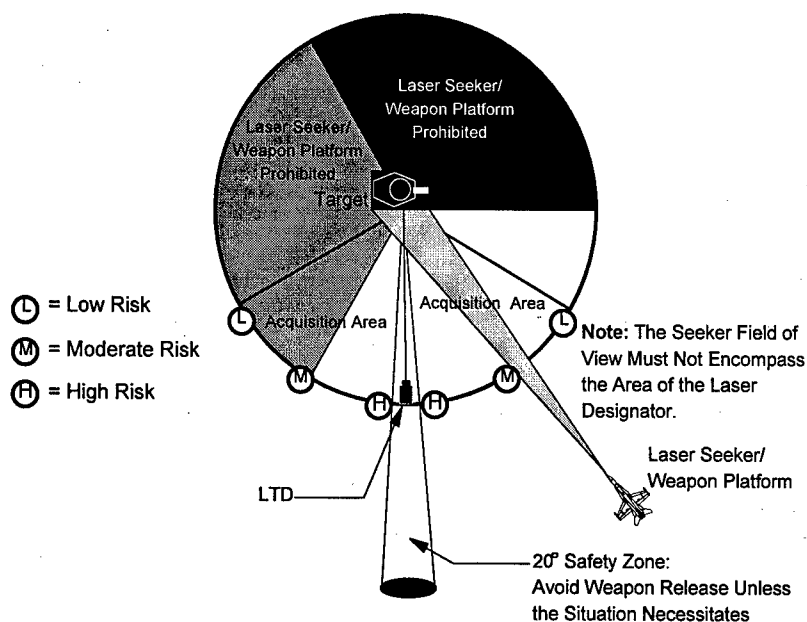 Laser Seeker/
Weapon Platform
Prohibited
Laser Seeker/
Weapon Platform
Prohibited
Target
L = Low Risk
M = Moderate Risk
H = High Risk
L
Acquisition Area
M
H
H
Acquisition Area
M
L
Note: The Seeker Field of
View Must Not Encompass
the Area of the Laser
Designator.
Laser Seeker/
Weapon Platform
LTD
20° Safety Zone:
Avoid Weapon Release Unless
the Situation Necessitates